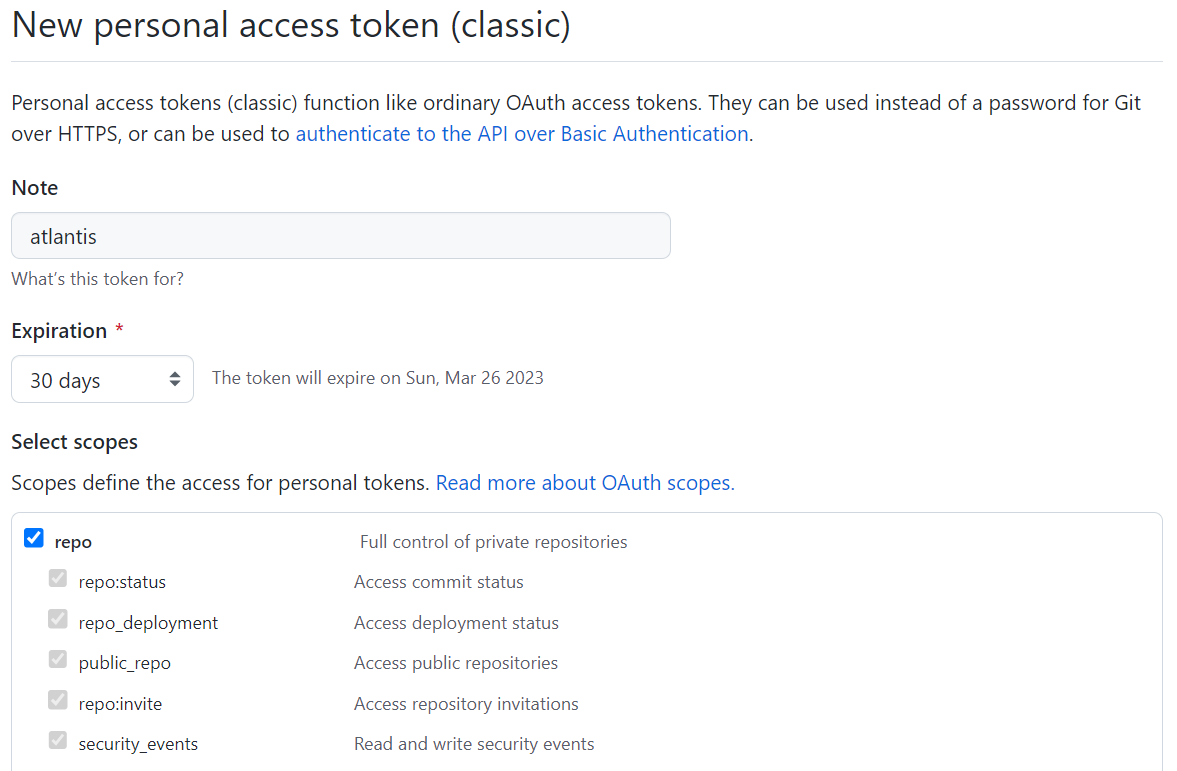 New personal access token (classic)
Personal access tokens (classic) function like ordinary OAuth access tokens. They can be used instead of a password for Git
over HTTPS, or can be used to authenticate to the API over Basic Authentication.
Note
atlantis
What's this token for?
Expiration *
30 days The token will expire on Sun, Mar 26 2023
Select scopes
Scopes define the access for personal tokens. Read more about OAuth scopes.
repo Full control of private repositories
repo:status Access commit status
repo_deployment Access deployment status
public_repo Access public repositories
repo:invite Access repository invitations
security_events Read and write security events